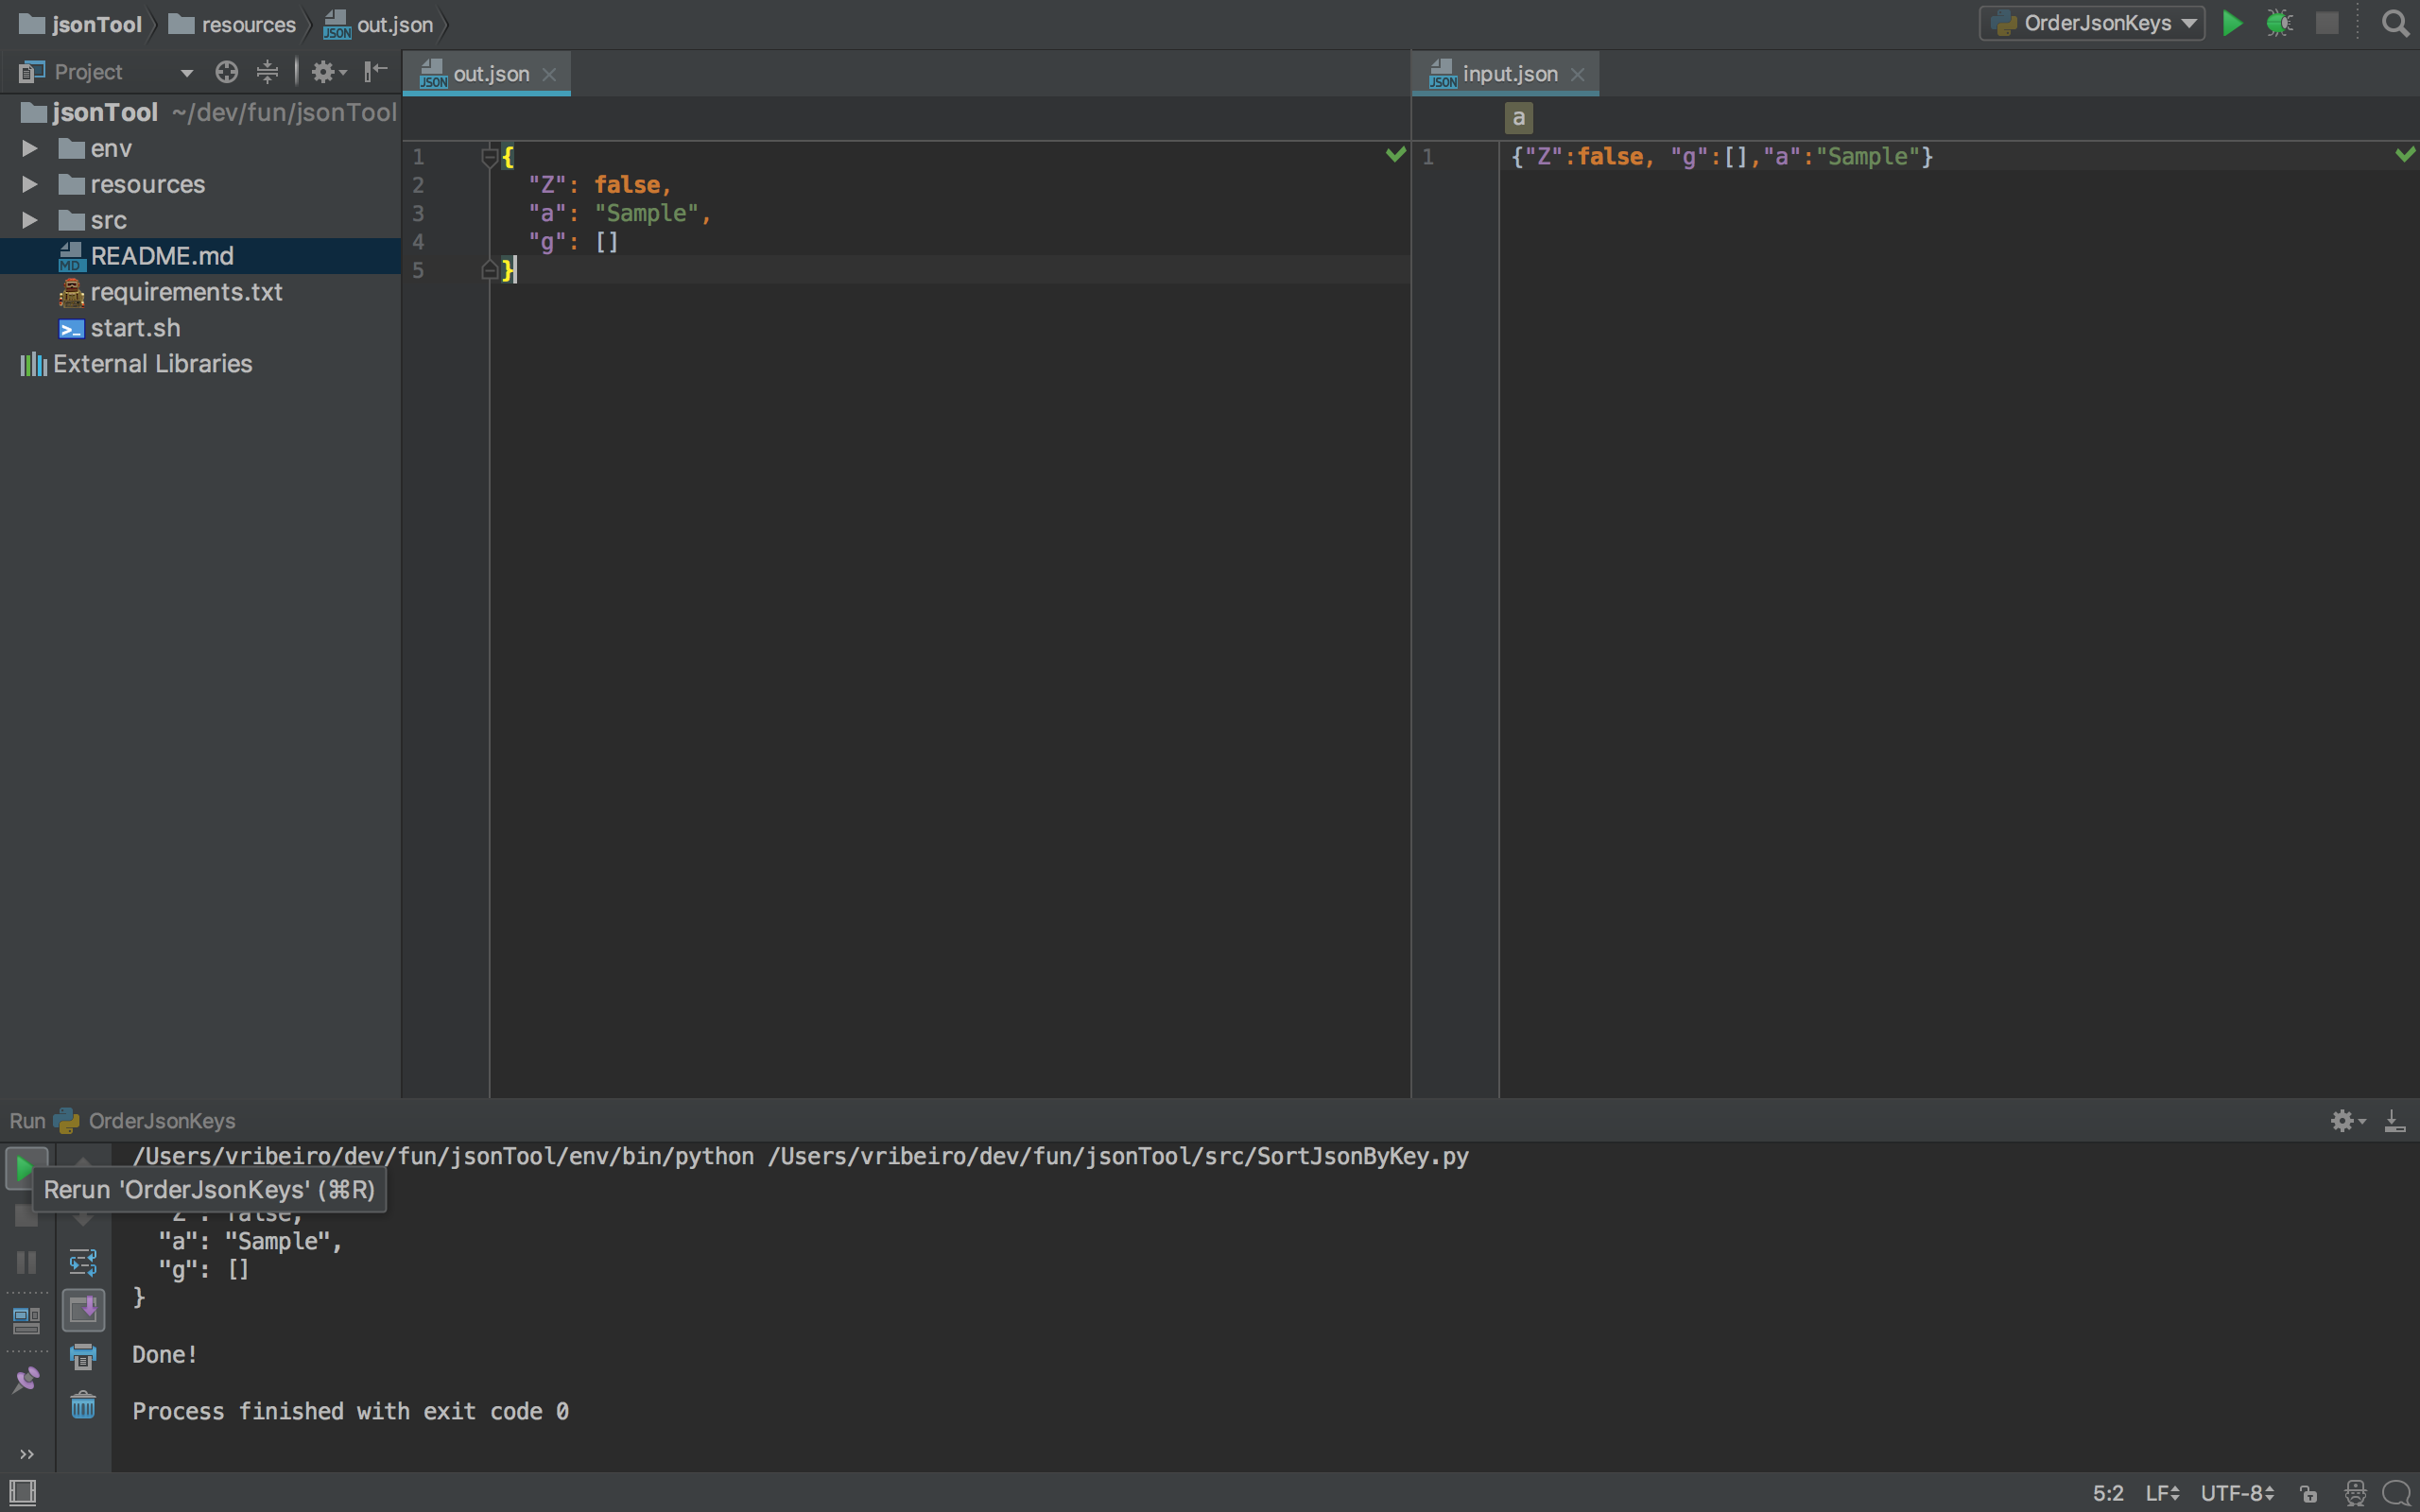 jsonTool resources out.json
OrderJsonKeys
Project
out.json
input.json
jsonTool ~/dev/fun/jsonTool
env
resources
src
README.md
requirements.txt
start.sh
External Libraries
1 {
2 "Z": false,
3 "a": "Sample",
4 "g": []
5 }
a
1 {"Z":false, "g":[],"a":"Sample"}
Run OrderJsonKeys
/Users/vribeiro/dev/fun/jsonTool/env/bin/python /Users/vribeiro/dev/fun/jsonTool/src/SortJsonByKey.py
Rerun 'OrderJsonKeys' (⌘R)
"Z": false,
"a": "Sample",
"g": []
}
Done!
Process finished with exit code 0
5:2 LF UTF-8